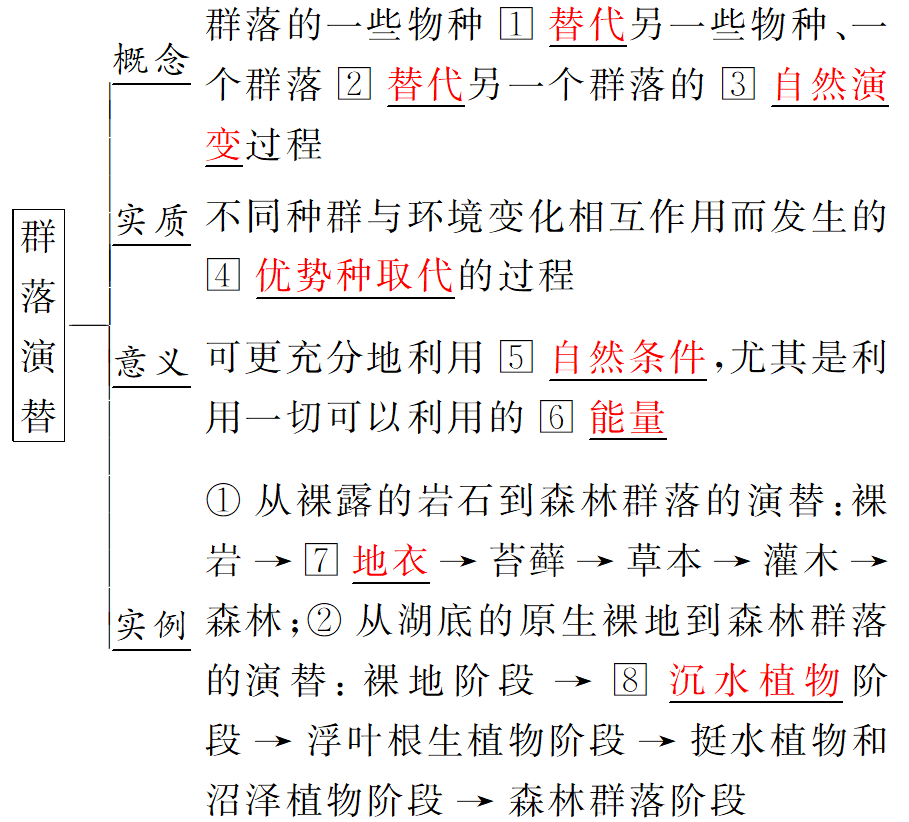 群落演替
概念
群落的一些物种 1 替代另一些物种、一
个群落 2 替代另一个群落的 3 自然演
变过程
实质
不同种群与环境变化相互作用而发生的
4 优势种取代的过程
意义
可更充分地利用 5 自然条件,尤其是利
用一切可以利用的 6 能量
实例
① 从裸露的岩石到森林群落的演替:裸
岩 → 7 地衣 → 苔藓 → 草本 → 灌木 →
森林;② 从湖底的原生裸地到森林群落
的演替: 裸地阶段 → 8 沉水植物阶
段 → 浮叶根生植物阶段 → 挺水植物和
沼泽植物阶段 → 森林群落阶段